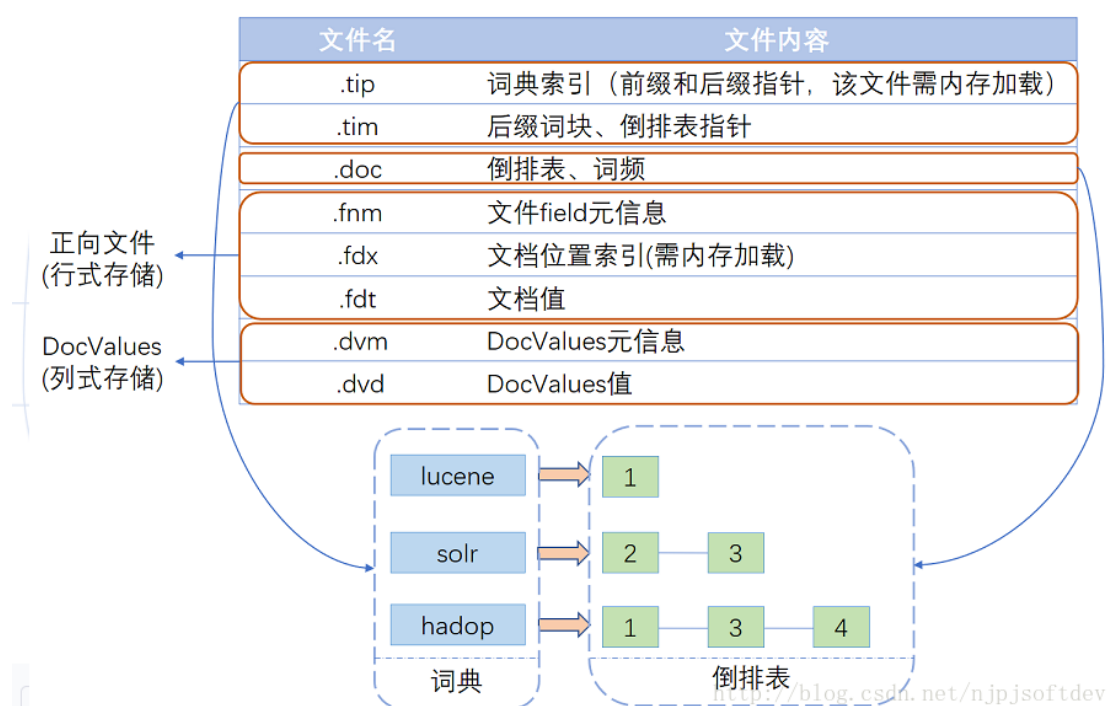 文件名 文件内容
.tip 词典索引（前缀和后缀指针，该文件需内存加载）
.tim 后缀词块、倒排表指针
.doc 倒排表、词频
.fnm 文件field元信息
.fdx 文档位置索引(需内存加载)
.fdt 文档值
.dvm DocValues元信息
.dvd DocValues值
正向文件
(行式存储)
DocValues
(列式存储)
lucene 1
solr 2 3
hadop 1 3 4
词典 倒排表
http://blog.csdn.net/njpjsoftdev